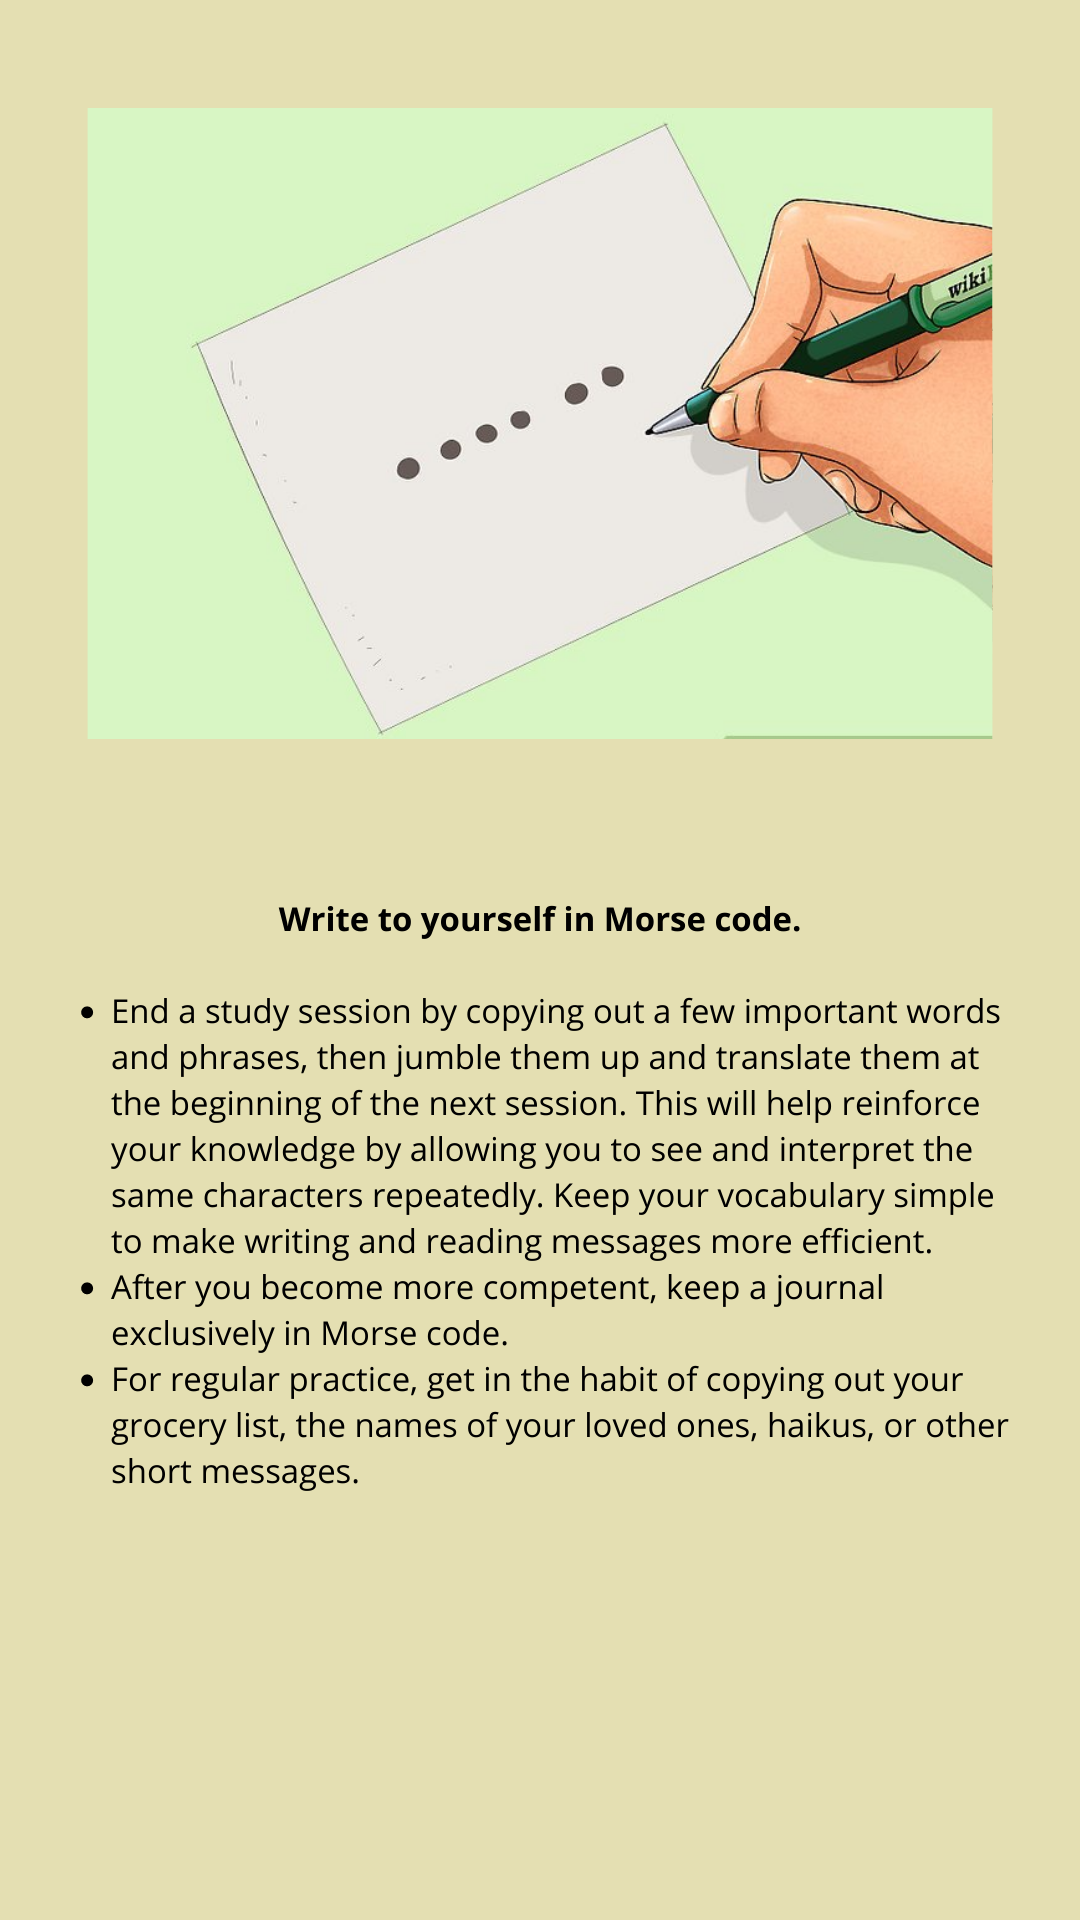 wiki
Write to yourself in Morse code.
• End a study session by copying out a few important words
and phrases, then jumble them up and translate them at
the beginning of the next session. This will help reinforce
your knowledge by allowing you to see and interpret the
same characters repeatedly. Keep your vocabulary simple
to make writing and reading messages more efficient.
• After you become more competent, keep a journal
exclusively in Morse code.
• For regular practice, get in the habit of copying out your
grocery list, the names of your loved ones, haikus, or other
short messages.